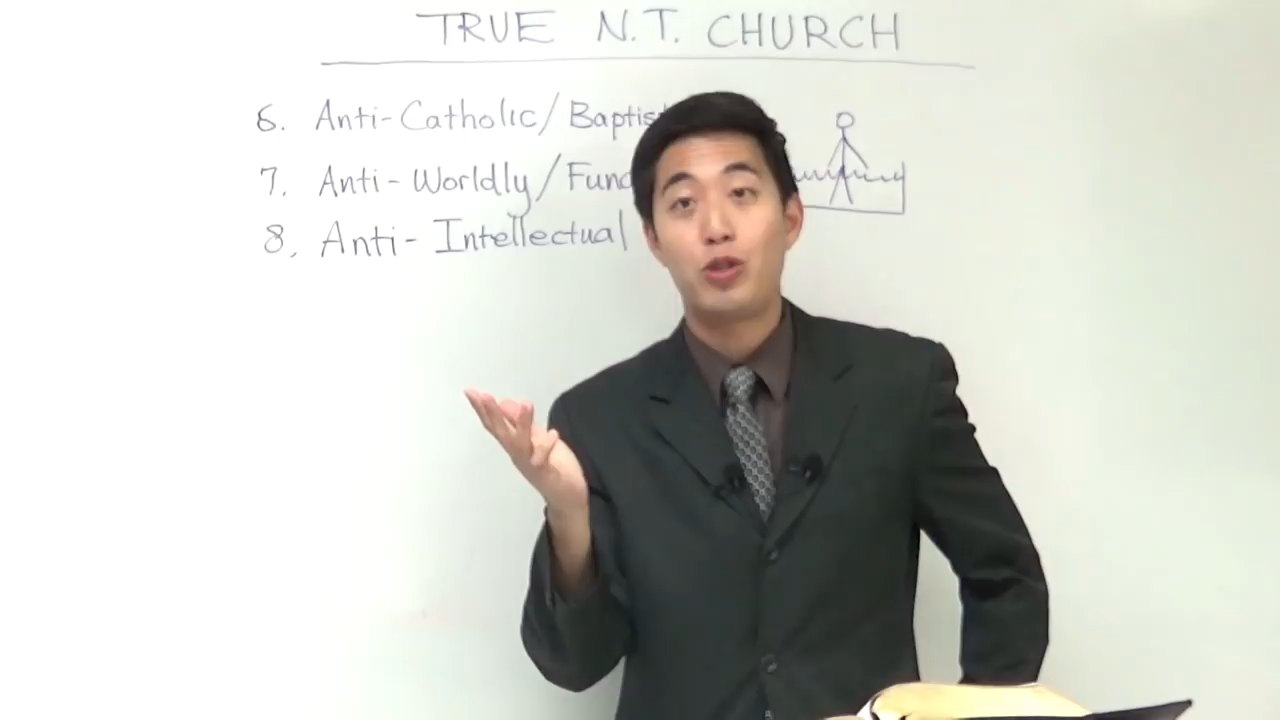 TRUE N.T. CHURCH
6. Anti-Catholic/Baptis
7. Anti-Worldly/Fund
8. Anti-Intellectual